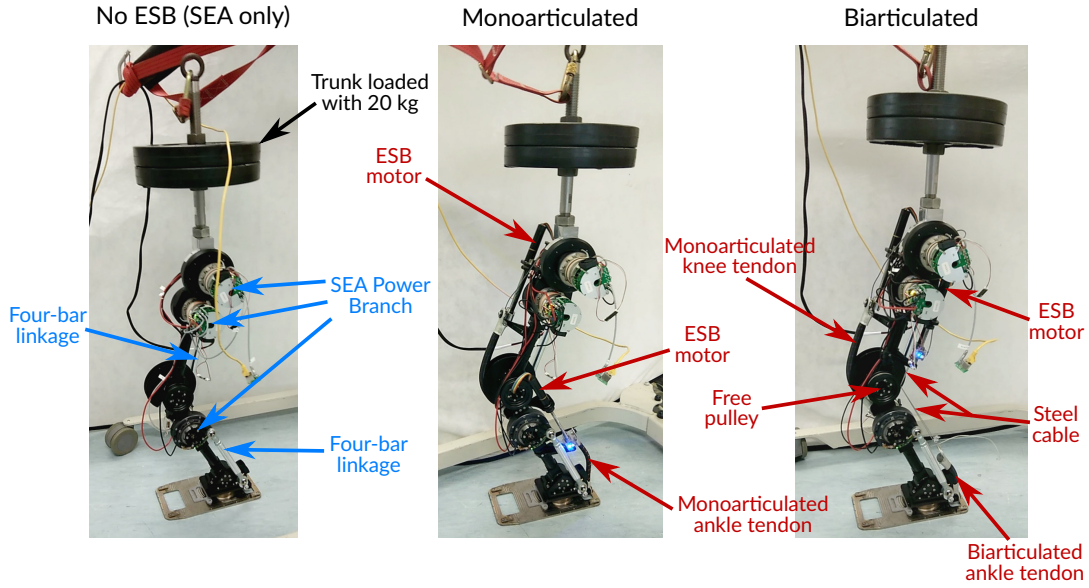 No ESB (SEA only)
Monoarticulated
Biarticulated
Trunk loaded
with 20 kg
SEA Power
Branch
Four-bar
linkage
Four-bar
linkage
ESB
motor
ESB
motor
Monoarticulated
ankle tendon
Monoarticulated
knee tendon
ESB
motor
Free
pulley
Steel
cable
Biarticulated
ankle tendon